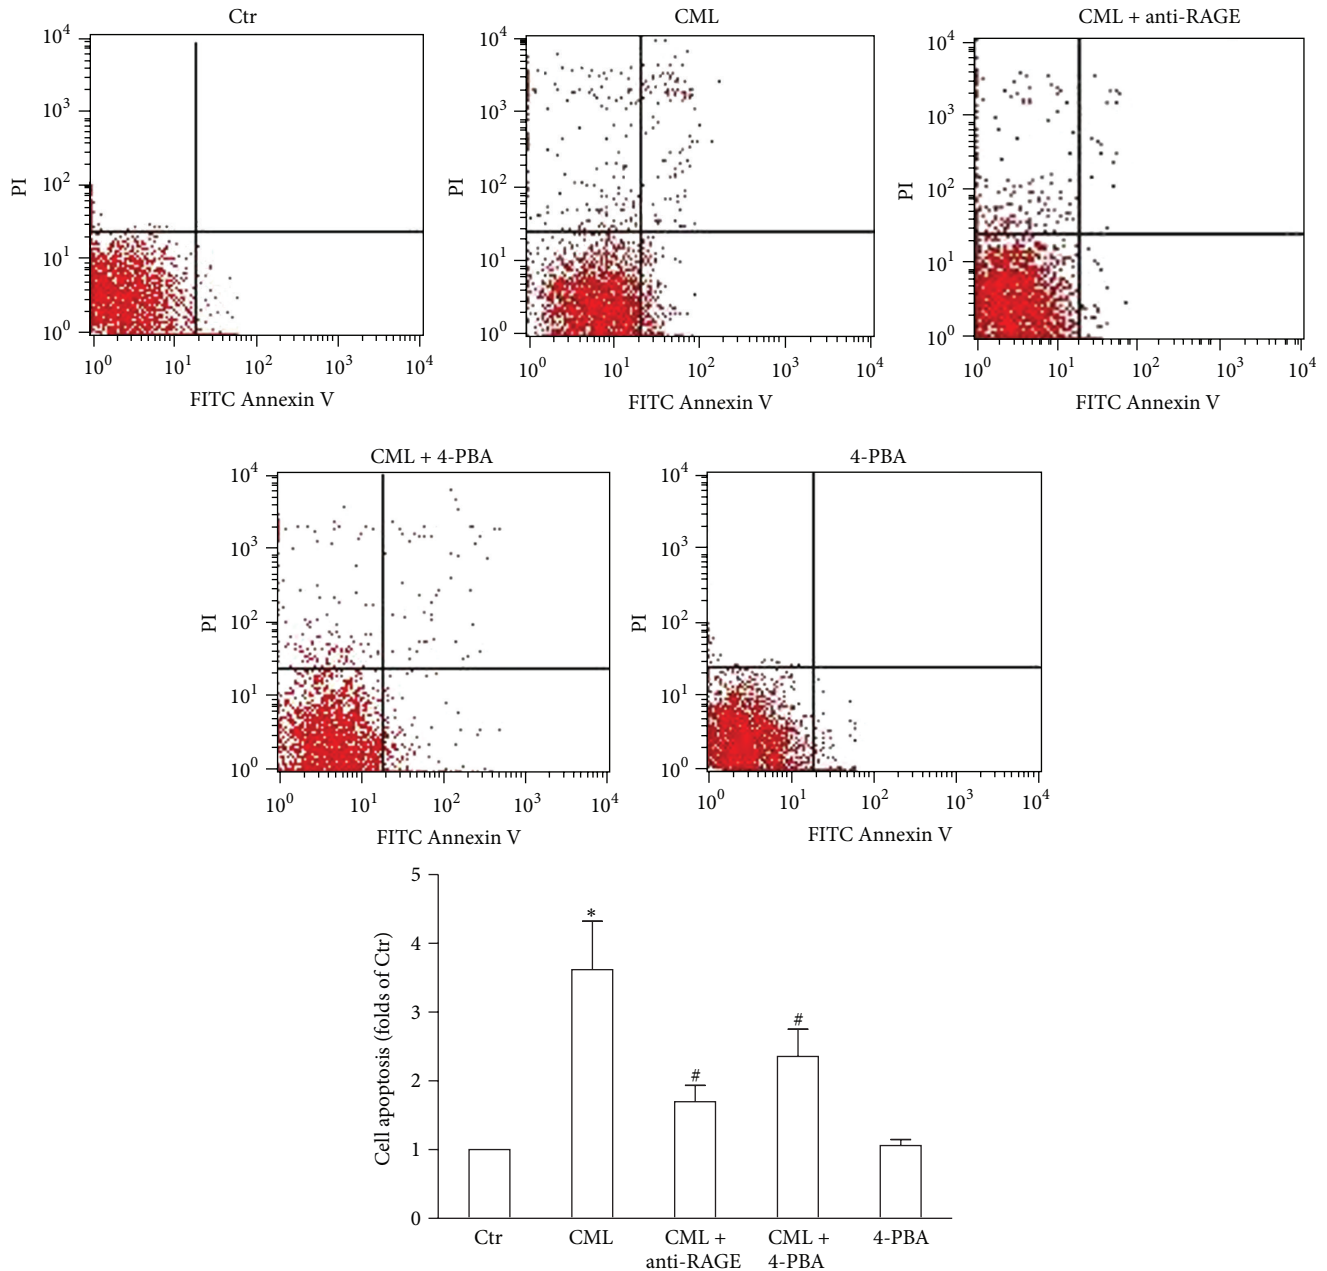 Ctr
10^4
10^3
10^2
10^1
10^0
PI
10^0 10^1 10^2 10^3 10^4
FITC Annexin V
CML
10^4
10^3
10^2
10^1
10^0
PI
10^0 10^1 10^2 10^3 10^4
FITC Annexin V
CML + anti-RAGE
10^4
10^3
10^2
10^1
10^0
PI
10^0 10^1 10^2 10^3 10^4
FITC Annexin V
CML + 4-PBA
10^4
10^3
10^2
10^1
10^0
PI
10^0 10^1 10^2 10^3 10^4
FITC Annexin V
4-PBA
10^4
10^3
10^2
10^1
10^0
PI
10^0 10^1 10^2 10^3 10^4
FITC Annexin V
5
4
3
2
1
0
Cell apoptosis (folds of Ctr)
*
#
#
Ctr
CML
CML +
anti-RAGE
CML +
4-PBA
4-PBA